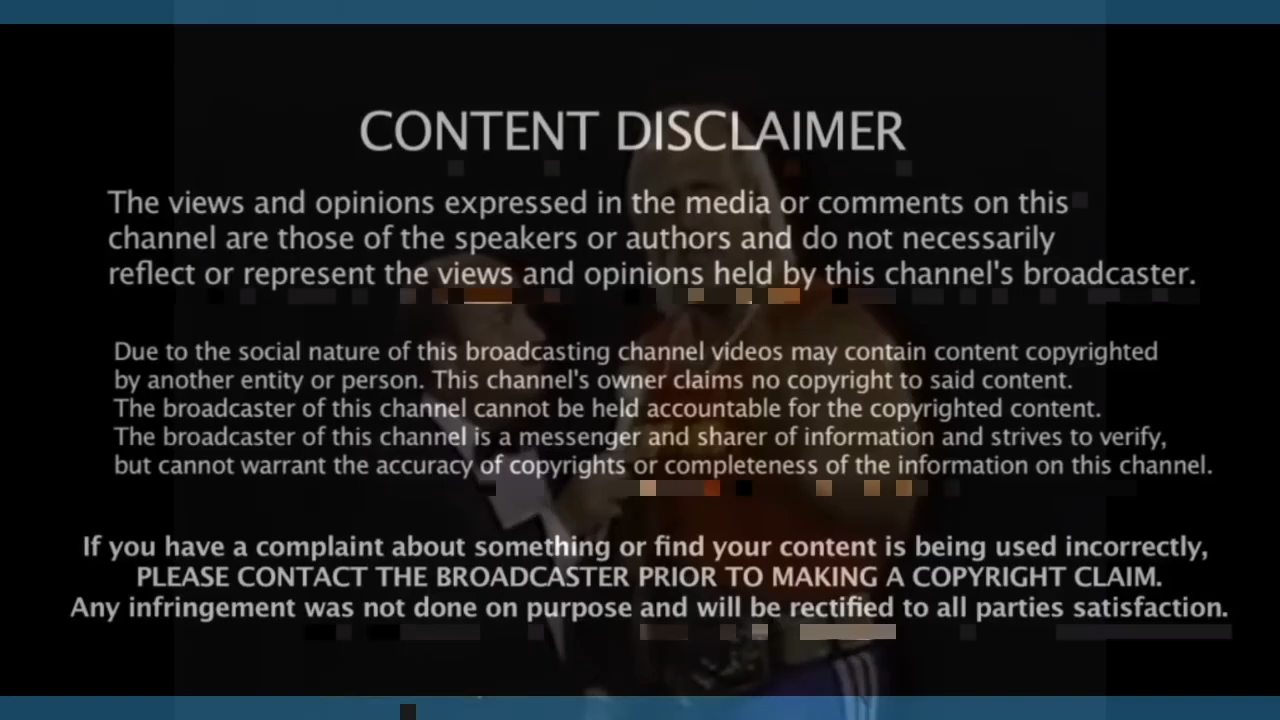 CONTENT DISCLAIMER
The views and opinions expressed in the media or comments on this
channel are those of the speakers or authors and do not necessarily
reflect or represent the views and opinions held by this channel's broadcaster.
Due to the social nature of this broadcasting channel videos may contain content copyrighted
by another entity or person. This channel's owner claims no copyright to said content.
The broadcaster of this channel cannot be held accountable for the copyrighted content.
The broadcaster of this channel is a messenger and sharer of information and strives to verify,
but cannot warrant the accuracy of copyrights or completeness of the information on this channel.
If you have a complaint about something or find your content is being used incorrectly,
PLEASE CONTACT THE BROADCASTER PRIOR TO MAKING A COPYRIGHT CLAIM.
Any infringement was not done on purpose and will be rectified to all parties satisfaction.